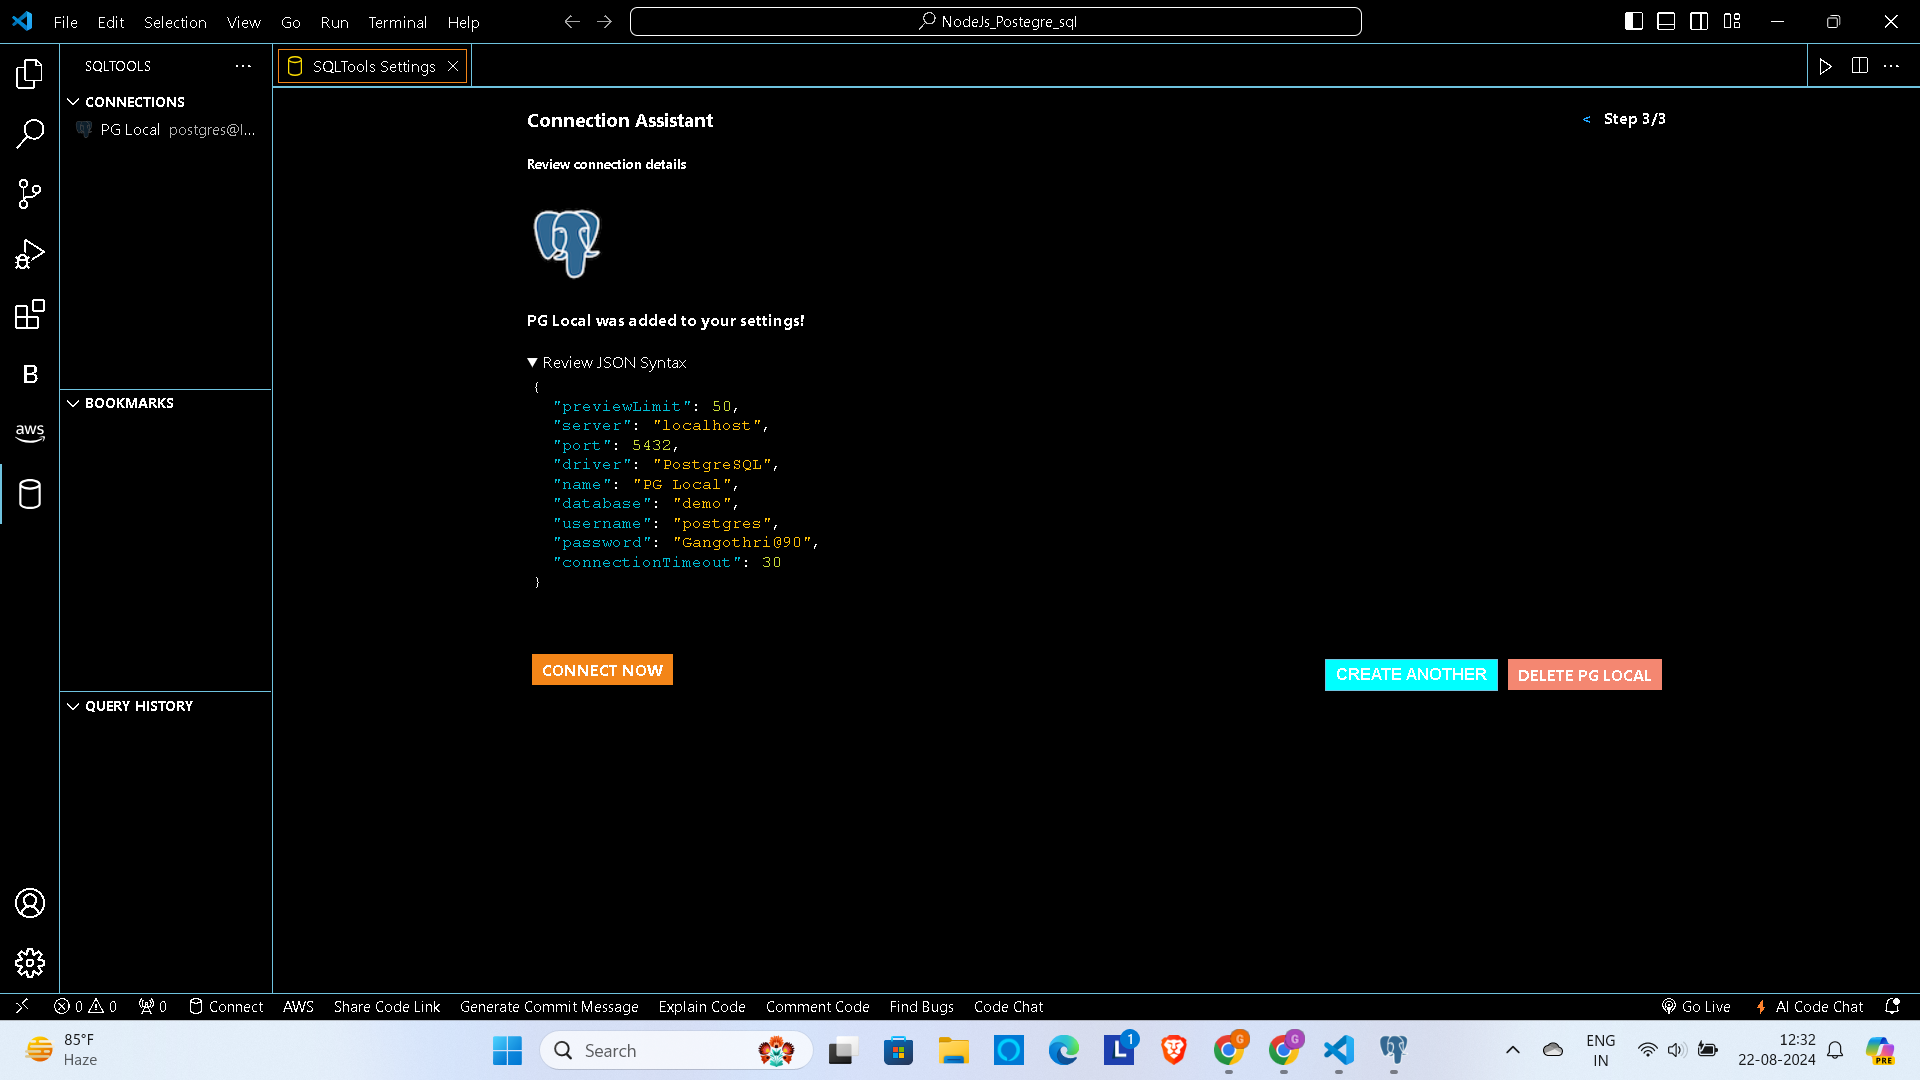 File Edit Selection View Go Run Terminal Help
NodeJs_Postegre_sql
SQLTOOLS
SQLTools Settings
CONNECTIONS
PG Local postgres@l...
Connection Assistant
< Step 3/3
Review connection details
PG Local was added to your settings!
Review JSON Syntax
{
"previewLimit": 50,
"server": "localhost",
"port": 5432,
"driver": "PostgreSQL",
"name": "PG Local",
"database": "demo",
"username": "postgres",
"password": "Gangothri@90",
"connectionTimeout": 30
}
B
BOOKMARKS
aws
CONNECT NOW
CREATE ANOTHER
DELETE PG LOCAL
QUERY HISTORY
0 0 0 Connect AWS Share Code Link Generate Commit Message Explain Code Comment Code Find Bugs Code Chat
Go Live AI Code Chat
85°F
Haze
Search
L 1
G
G
PRE
ENG
IN
12:32
22-08-2024